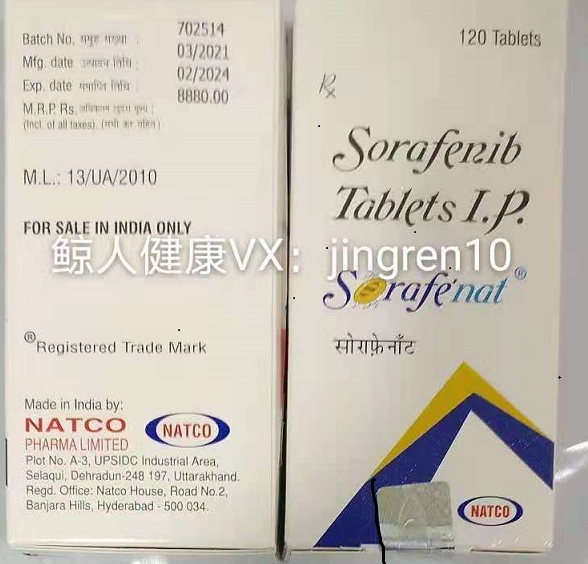 Batch No. समूह संख्या : 702514
Mfg. date उत्पादन तिथि : 03/2021
Exp. date समाप्ति तिथि : 02/2024
M.R.P. Rs. : 8880.00
(Incl. of all taxes).
M.L.: 13/UA/2010
FOR SALE IN INDIA ONLY
®Registered Trade Mark
Made in India by:
NATCO
PHARMA LIMITED
NATCO
Plot No. A-3, UPSIDC Industrial Area,
Selaqui, Dehradun-248 197, Uttarakhand.
Regd. Office: Natco House, Road No.2,
Banjara Hills, Hyderabad - 500 034.
120 Tablets
Rx
Sorafenib
Tablets I.P.
Sorafenat®
सोराफ़ेनॅट
NATCO
鲸人健康VX：jingren10